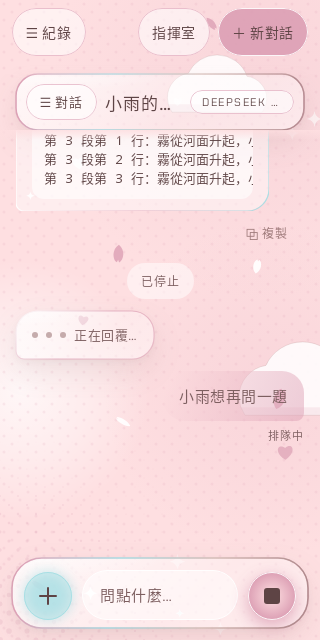 ☰ 紀錄
指揮室
＋ 新對話
☰ 對話
小雨的…
DEEPSEEK …
第 3 段第 1 行：霧從河面升起，
第 3 段第 2 行：霧從河面升起，
第 3 段第 3 行：霧從河面升起，
複製
已停止
正在回覆…
小雨想再問一題
排隊中
問點什麼…